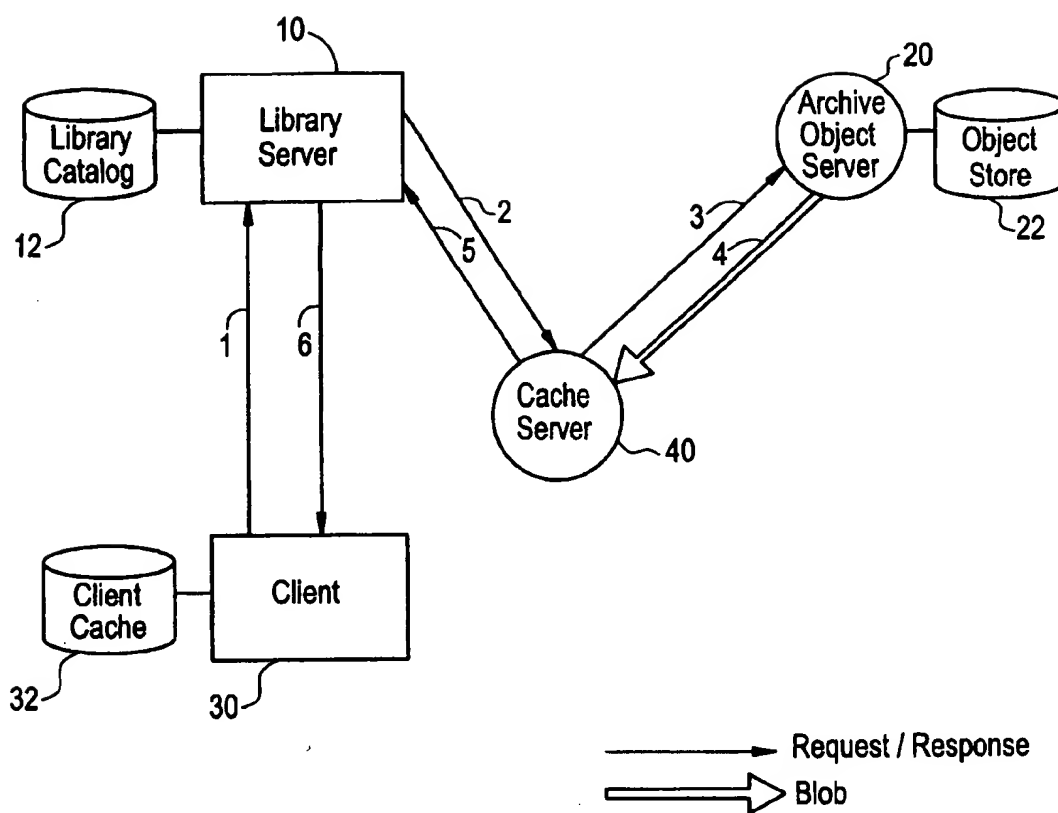 10
20
Library
Catalog
Library
Server
Archive
Object
Server
Object
Store
12
2
5
3
4
22
1
6
Cache
Server
40
Client
Cache
Client
32
30
Request / Response
Blob